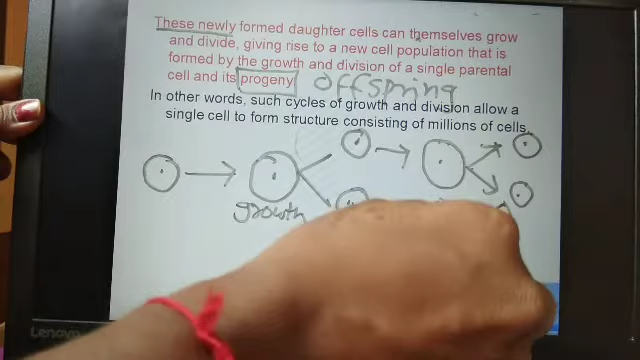 These newly formed daughter cells can themselves grow
and divide, giving rise to a new cell population that is
formed by the growth and division of a single parental
cell and its progeny offspring
In other words, such cycles of growth and division allow a
single cell to form structure consisting of millions of cells.
growth
Lenovo